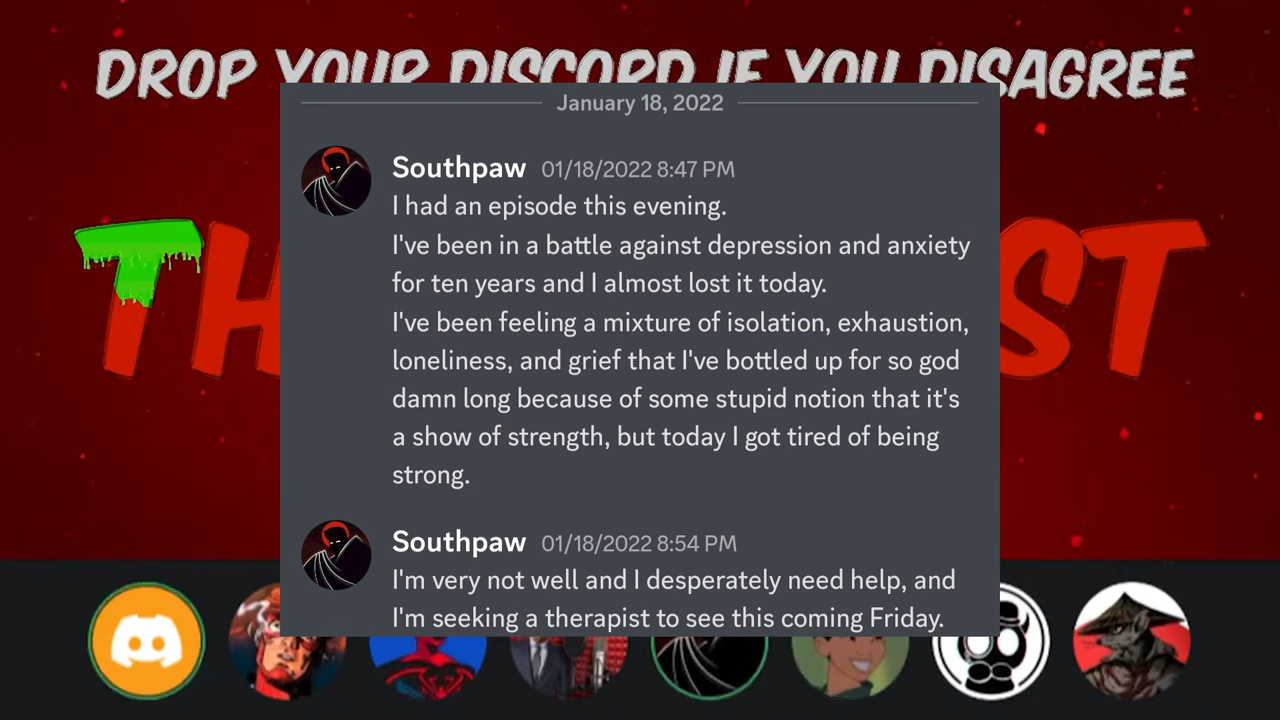 DROP YOUR DISCORD IF YOU DISAGREE
January 18, 2022
Southpaw 01/18/2022 8:47 PM
I had an episode this evening.
I've been in a battle against depression and anxiety
for ten years and I almost lost it today.
I've been feeling a mixture of isolation, exhaustion,
loneliness, and grief that I've bottled up for so god
damn long because of some stupid notion that it's
a show of strength, but today I got tired of being
strong.
Southpaw 01/18/2022 8:54 PM
I'm very not well and I desperately need help, and
I'm seeking a therapist to see this coming Friday.